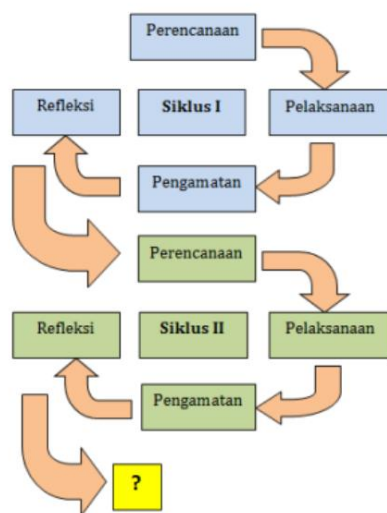 Perencanaan
Refleksi
Siklus I
Pelaksanaan
Pengamatan
Perencanaan
Refleksi
Siklus II
Pelaksanaan
Pengamatan
?